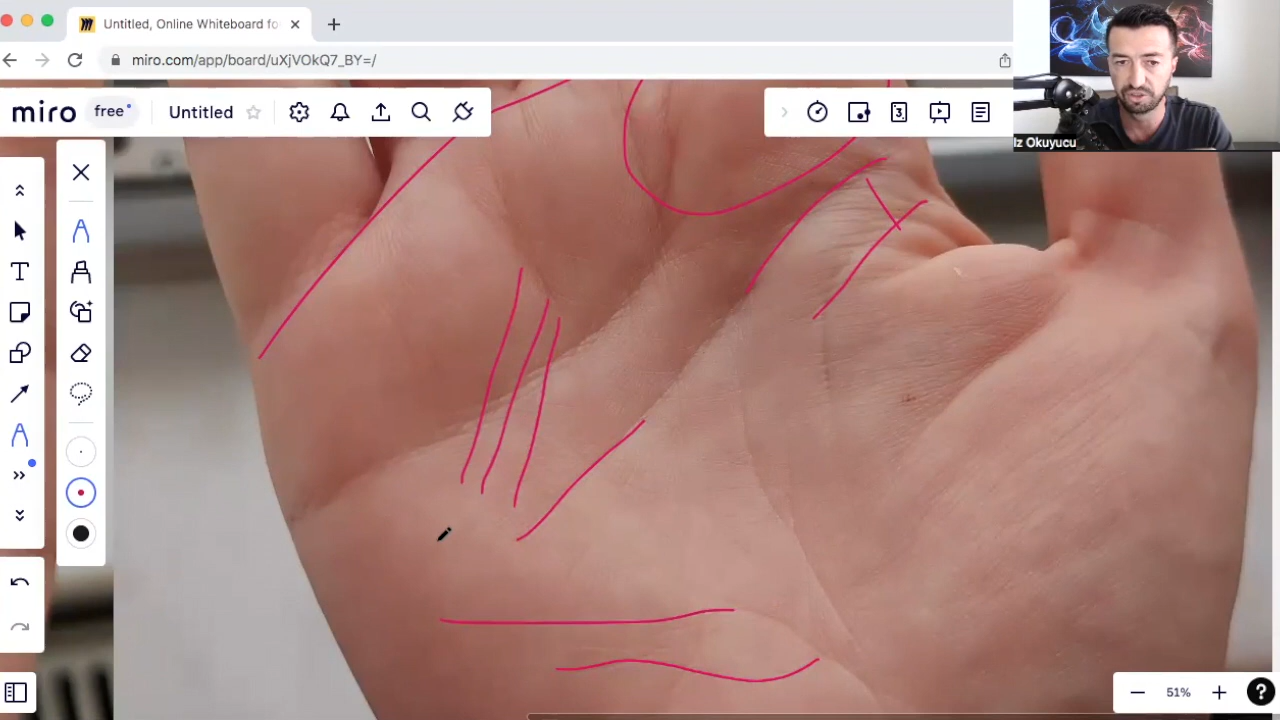 Untitled, Online Whiteboard fo
miro.com/app/board/uXjVOkQ7_BY=/
miro free Untitled
3
lz Okuyucu
T
51%
?